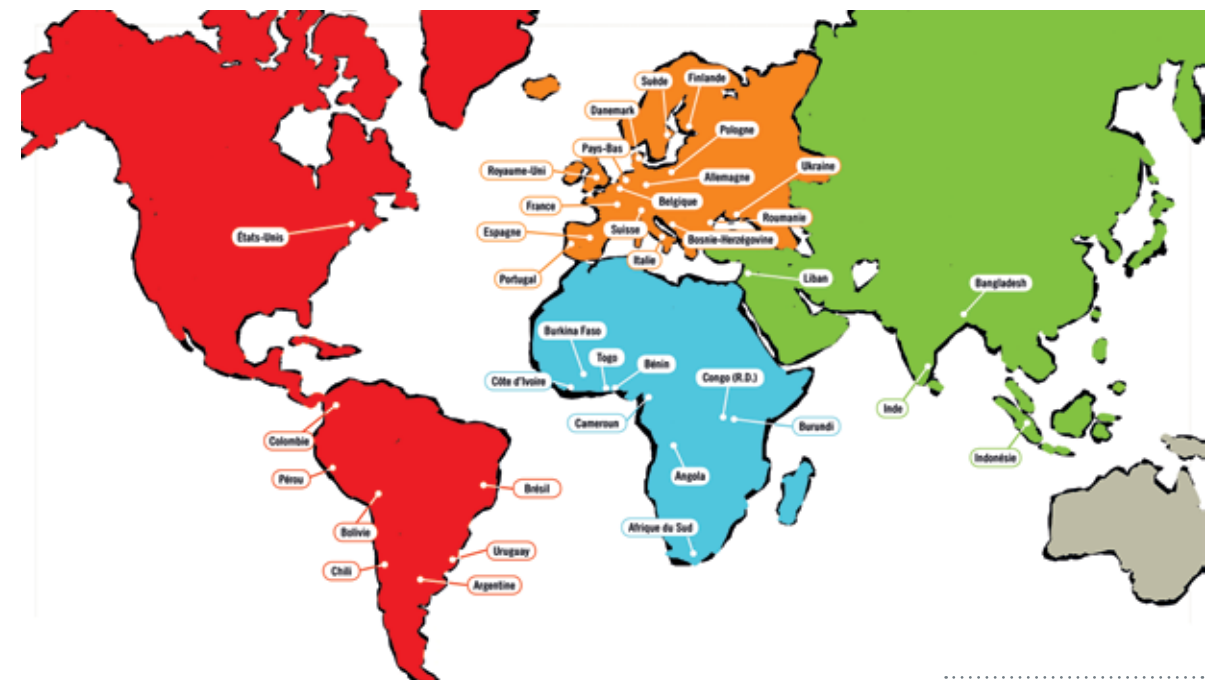 Suède
Finlande
Danemark
Pologne
Pays-Bas
Ukraine
Royaume-Uni
Allemagne
Belgique
France
Roumanie
Espagne
Suisse
États-Unis
Bosnie-Herzégovine
Italie
Portugal
Liban
Bangladesh
Burkina Faso
Togo
Bénin
Côte d'Ivoire
Congo (R.D.)
Inde
Cameroun
Burundi
Colombie
Indonésie
Pérou
Angola
Brésil
Afrique du Sud
Bolivie
Uruguay
Chili
Argentine